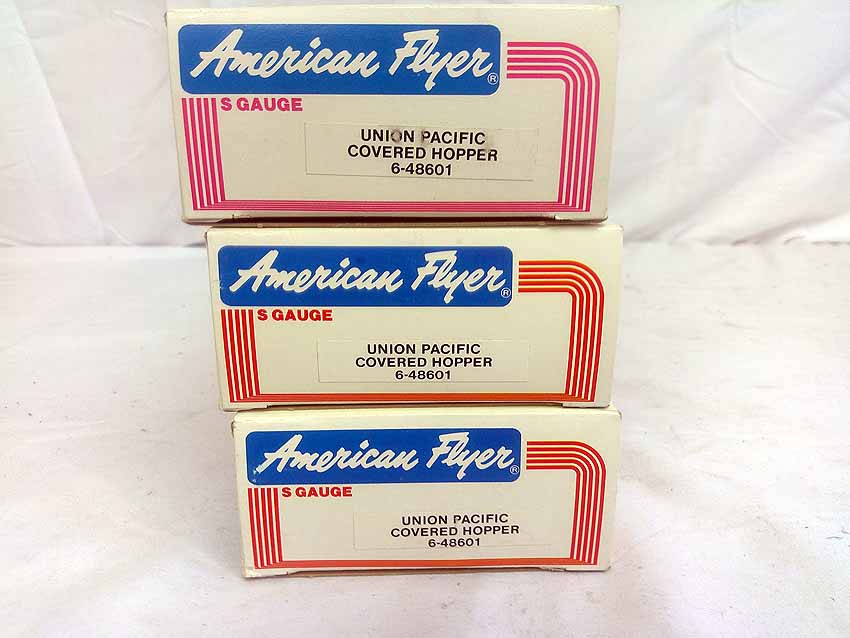 American Flyer®
S GAUGE
UNION PACIFIC
COVERED HOPPER
6-48601
American Flyer®
S GAUGE
UNION PACIFIC
COVERED HOPPER
6-48601
American Flyer®
S GAUGE
UNION PACIFIC
COVERED HOPPER
6-48601